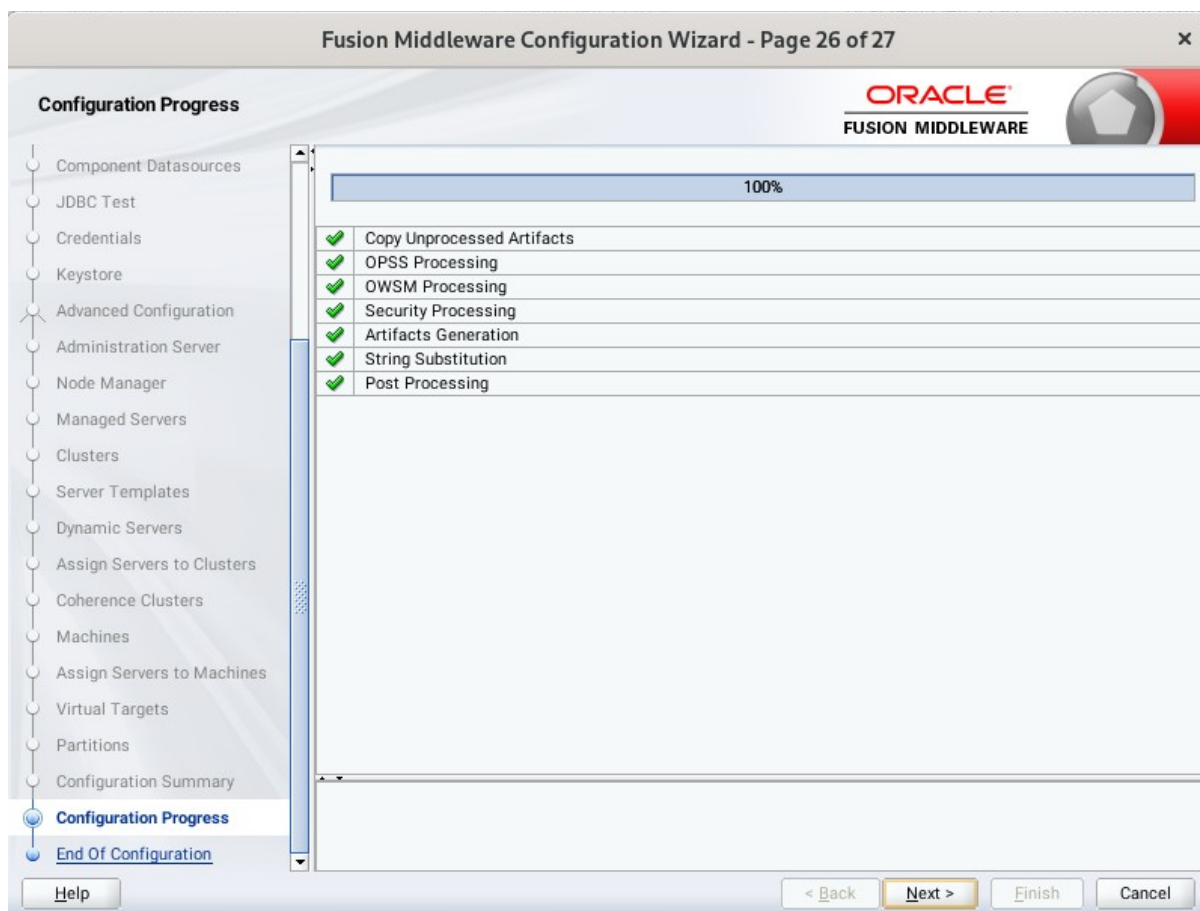 Fusion Middleware Configuration Wizard - Page 26 of 27
Configuration Progress
ORACLE
FUSION MIDDLEWARE
Component Datasources
JDBC Test
Credentials
Keystore
Advanced Configuration
Administration Server
Node Manager
Managed Servers
Clusters
Server Templates
Dynamic Servers
Assign Servers to Clusters
Coherence Clusters
Machines
Assign Servers to Machines
Virtual Targets
Partitions
Configuration Summary
Configuration Progress
End Of Configuration
100%
Copy Unprocessed Artifacts
OPSS Processing
OWSM Processing
Security Processing
Artifacts Generation
String Substitution
Post Processing
Help
< Back
Next >
Finish
Cancel